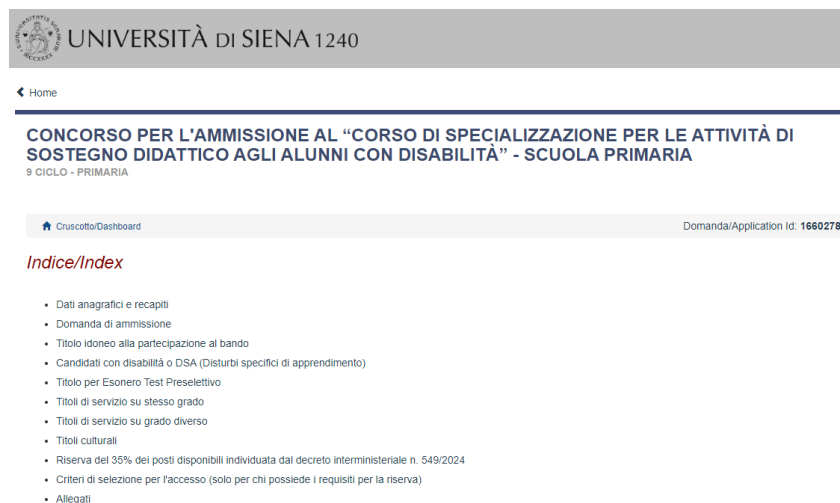 UNIVERSITÀ DI SIENA 1240
Home
CONCORSO PER L'AMMISSIONE AL “CORSO DI SPECIALIZZAZIONE PER LE ATTIVITÀ DI
SOSTEGNO DIDATTICO AGLI ALUNNI CON DISABILITÀ” - SCUOLA PRIMARIA
9 CICLO - PRIMARIA
Cruscotto/Dashboard Domanda/Application Id: 1660278
Indice/Index
• Dati anagrafici e recapiti
• Domanda di ammissione
• Titolo idoneo alla partecipazione al bando
• Candidati con disabilità o DSA (Disturbi specifici di apprendimento)
• Titolo per Esonero Test Preselettivo
• Titoli di servizio su stesso grado
• Titoli di servizio su grado diverso
• Titoli culturali
• Riserva del 35% dei posti disponibili individuata dal decreto interministeriale n. 549/2024
• Criteri di selezione per l'accesso (solo per chi possiede i requisiti per la riserva)
• Allegati